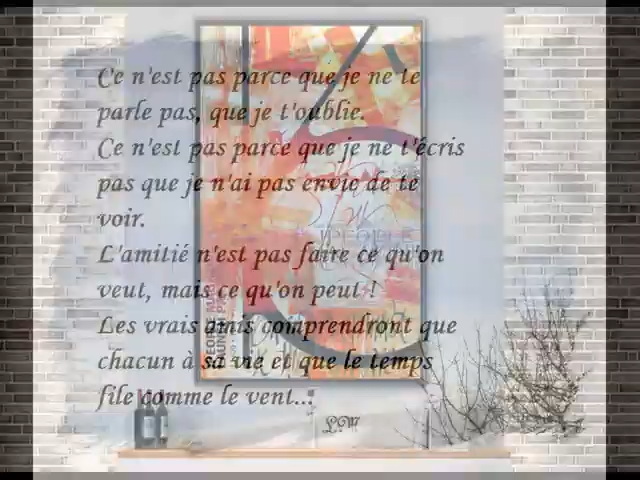 Ce n'est pas parce que je ne te
parle pas, que je t'oublie.
Ce n'est pas parce que je ne t'écris
pas que je n'ai pas envie de te
voir.
L'amitié n'est pas faire ce qu'on
veut, mais ce qu'on peut !
Les vrais amis comprendront que
chacun à sa vie et que le temps
file comme le vent...
LM
PEOPLE